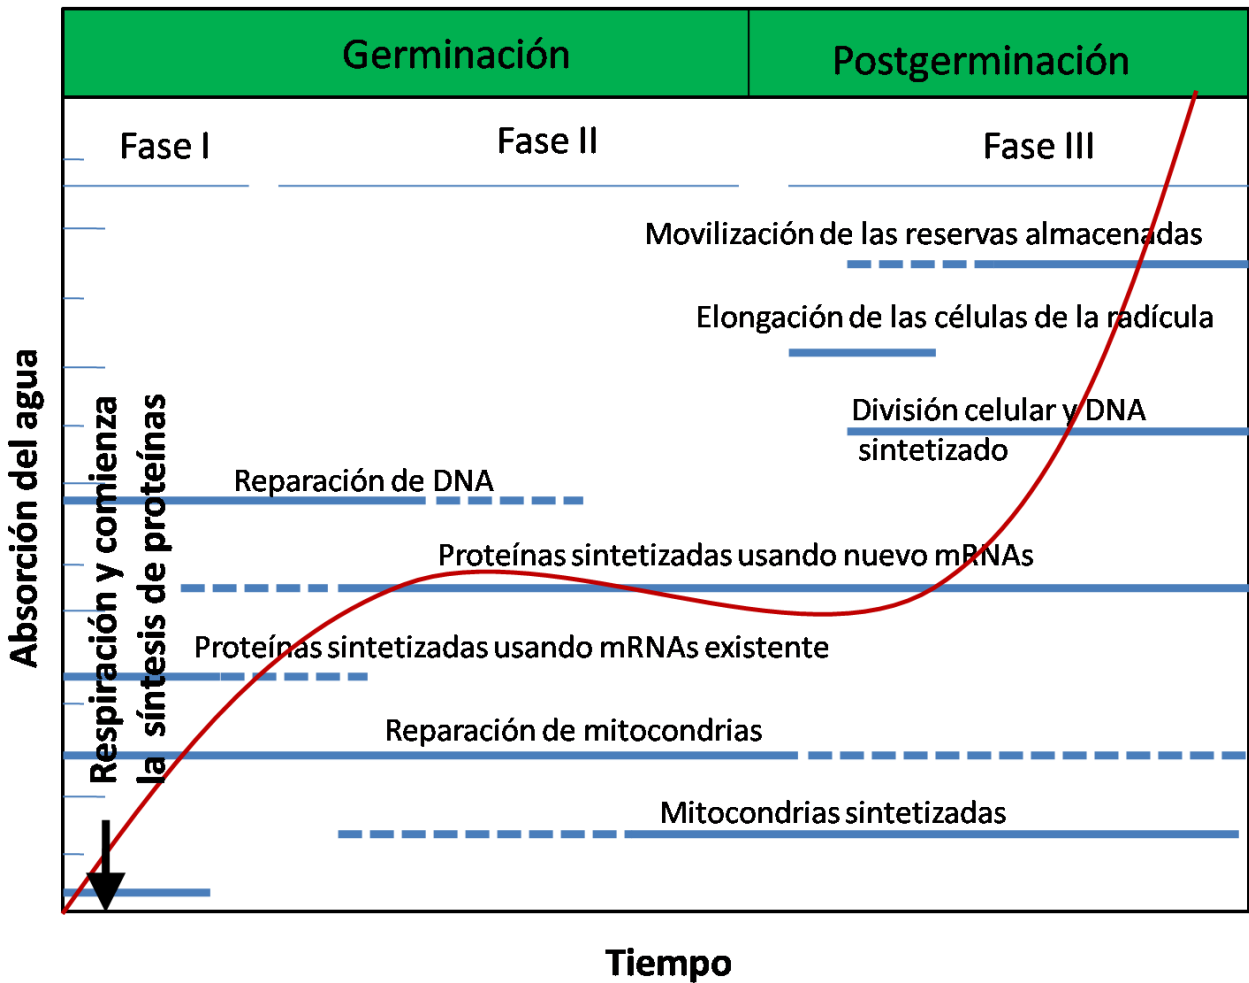 Germinación
Postgerminación
Fase I
Fase II
Fase III
Movilización de las reservas almacenadas
Elongación de las células de la radícula
División celular y DNA
sintetizado
Reparación de DNA
Proteínas sintetizadas usando nuevo mRNAs
Proteínas sintetizadas usando mRNAs existente
Reparación de mitocondrias
Mitocondrias sintetizadas
Absorción del agua
Respiración y comienza
la síntesis de proteínas
Tiempo